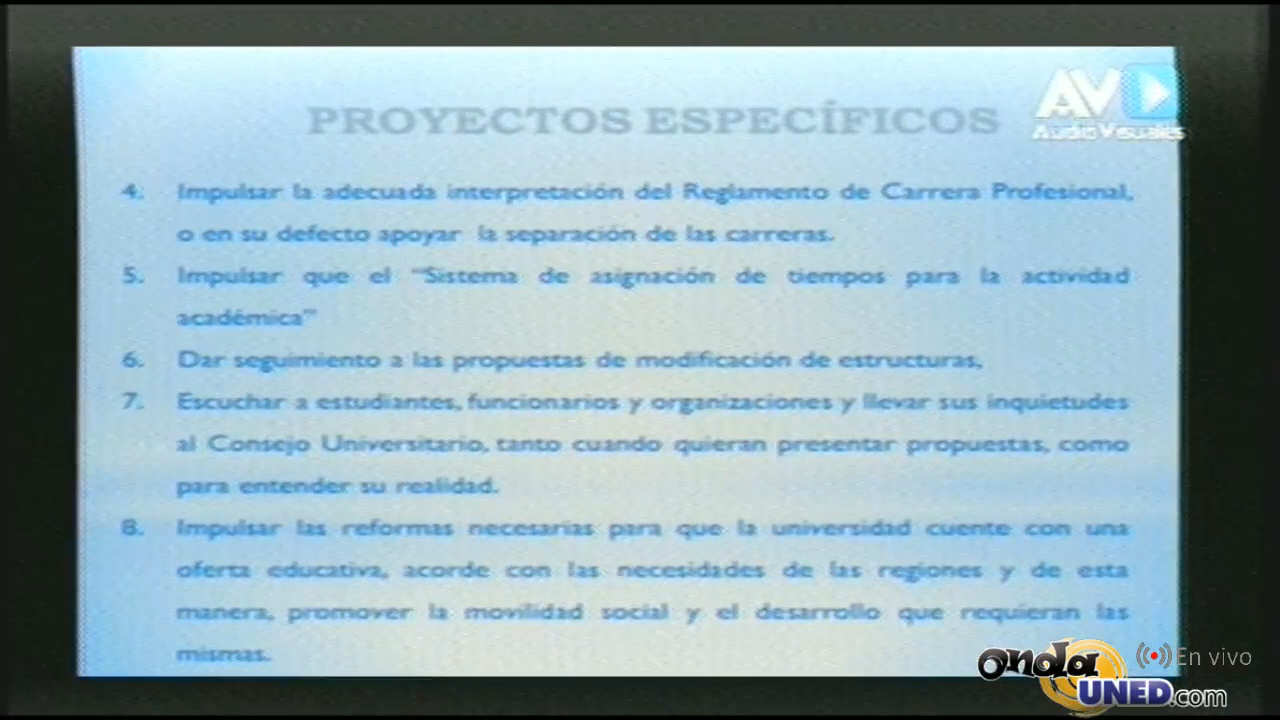 AV
AudioVisuales
PROYECTOS ESPECÍFICOS
4. Impulsar la adecuada interpretación del Reglamento de Carrera Profesional,
o en su defecto apoyar la separación de las carreras.
5. Impulsar que el “Sistema de asignación de tiempos para la actividad
académica”
6. Dar seguimiento a las propuestas de modificación de estructuras,
7. Escuchar a estudiantes, funcionarios y organizaciones y llevar sus inquietudes
al Consejo Universitario, tanto cuando quieran presentar propuestas, como
para entender su realidad.
8. Impulsar las reformas necesarias para que la universidad cuente con una
oferta educativa, acorde con las necesidades de las regiones y de esta
manera, promover la movilidad social y el desarrollo que requieran las
mismas.
En vivo
onda
UNED.com